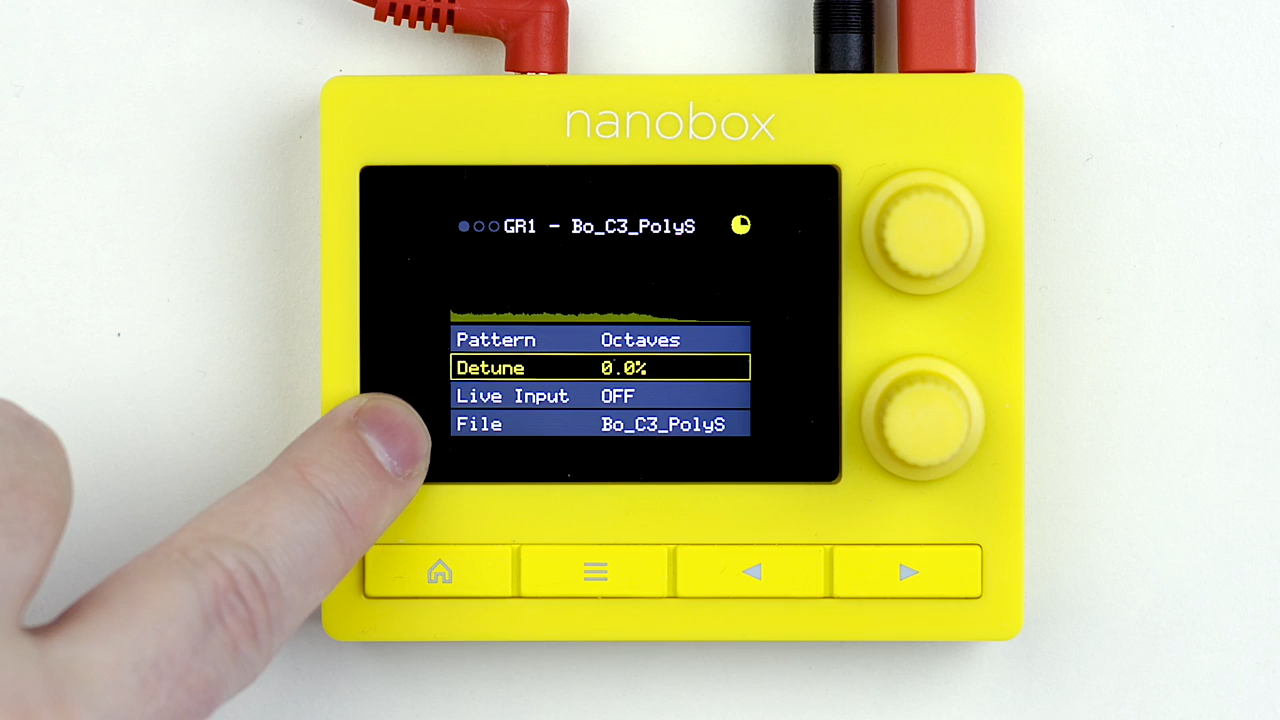 nanobox
GR1 - Bo_C3_PolyS
Pattern Octaves
Detune 0.0%
Live Input OFF
File Bo_C3_PolyS